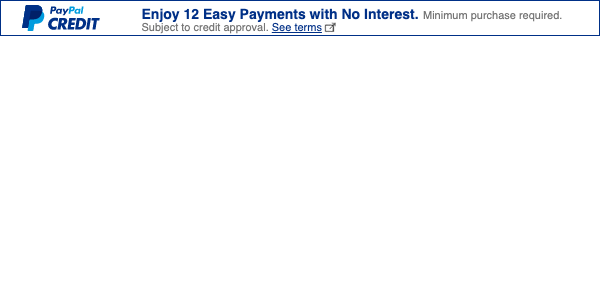 PayPal
CREDIT
Enjoy 12 Easy Payments with No Interest. Minimum purchase required.
Subject to credit approval. See terms